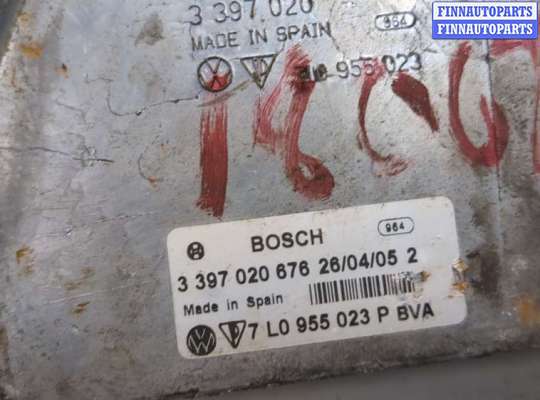 FINNAUTOPARTS
FINNAUTOPARTS
3 397 020
964
MADE IN SPAIN
955 023
BOSCH
964
3 397 020 676 26/04/05 2
Made in Spain
7 L0 955 023 P BVA